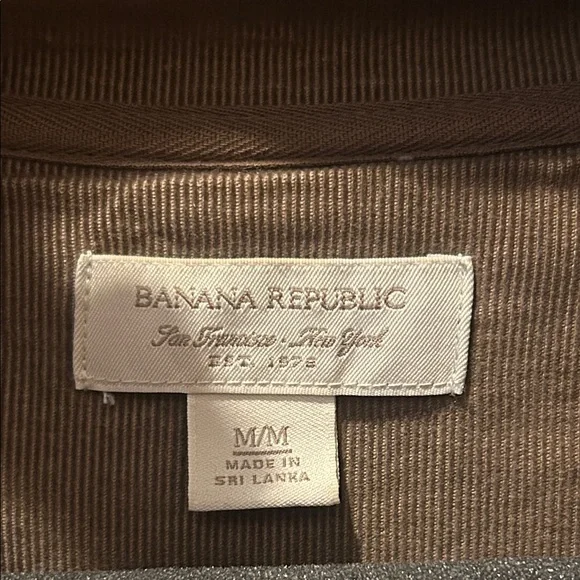 BANANA REPUBLIC
San Francisco · New York
EST. 1978
M/M
MADE IN
SRI LANKA